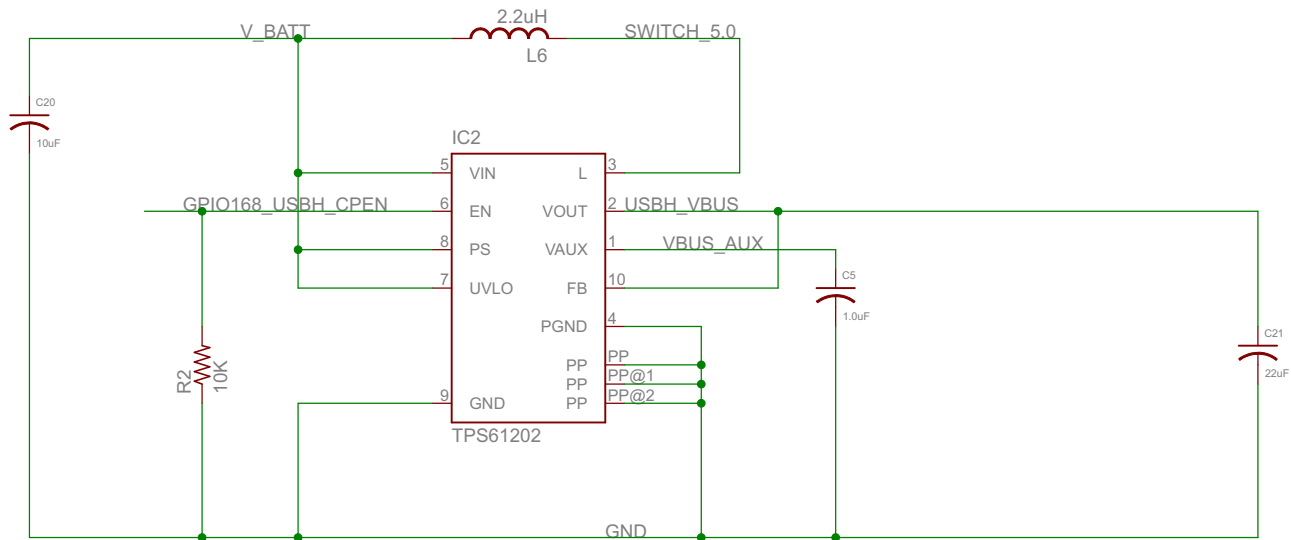 2.2uH
V_BATT
SWITCH_5.0
L6
C20
10uF
IC2
5 VIN L 3
GPIO168_USBH_CPEN 6 EN VOUT 2 USBH_VBUS
8 PS VAUX 1 VBUS_AUX
7 UVLO FB 10
C5
1.0uF
PGND 4
C21
22uF
PP PP
PP PP@1
PP PP@2
R2
10K
9 GND
TPS61202
GND